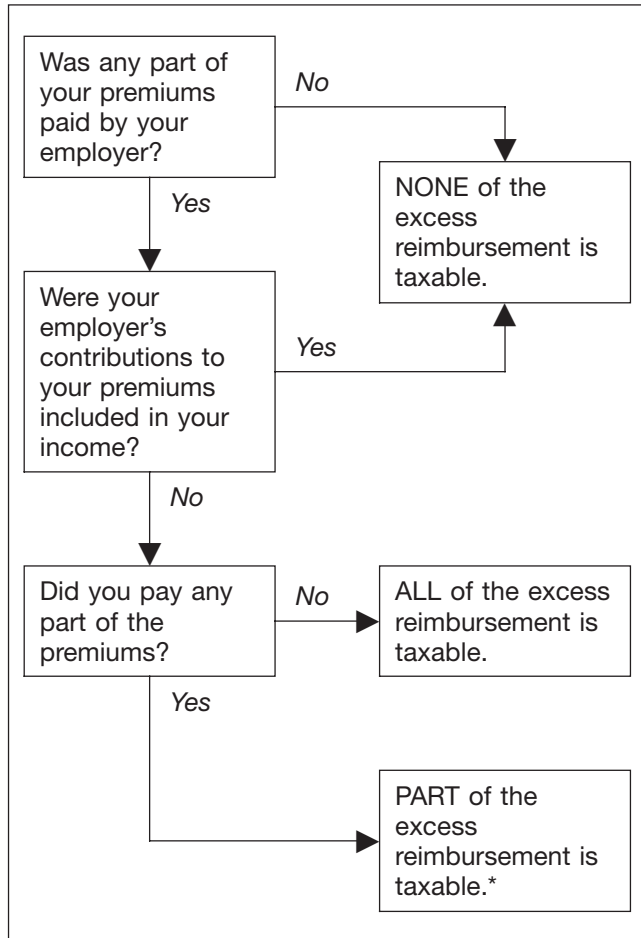 Was any part of
your premiums
paid by your
employer?
No
NONE of the
excess
reimbursement is
taxable.
Yes
Were your
employer’s
contributions to
your premiums
included in your
income?
Yes
No
Did you pay any
part of the
premiums?
No
ALL of the excess
reimbursement is
taxable.
Yes
PART of the
excess
reimbursement is
taxable.*